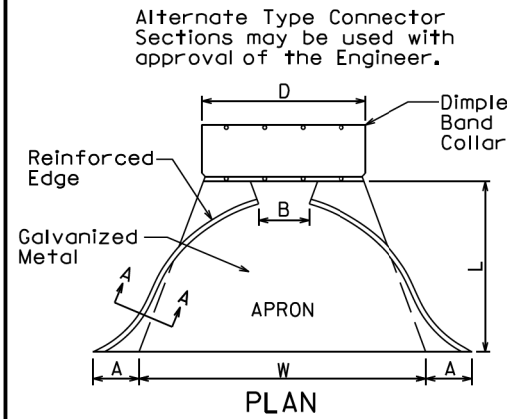 Alternate Type Connector
Sections may be used with
approval of the Engineer.
D
Dimple
Band
Collar
Reinforced
Edge
B
Galvanized
Metal
L
A
A
APRON
A
W
A
PLAN